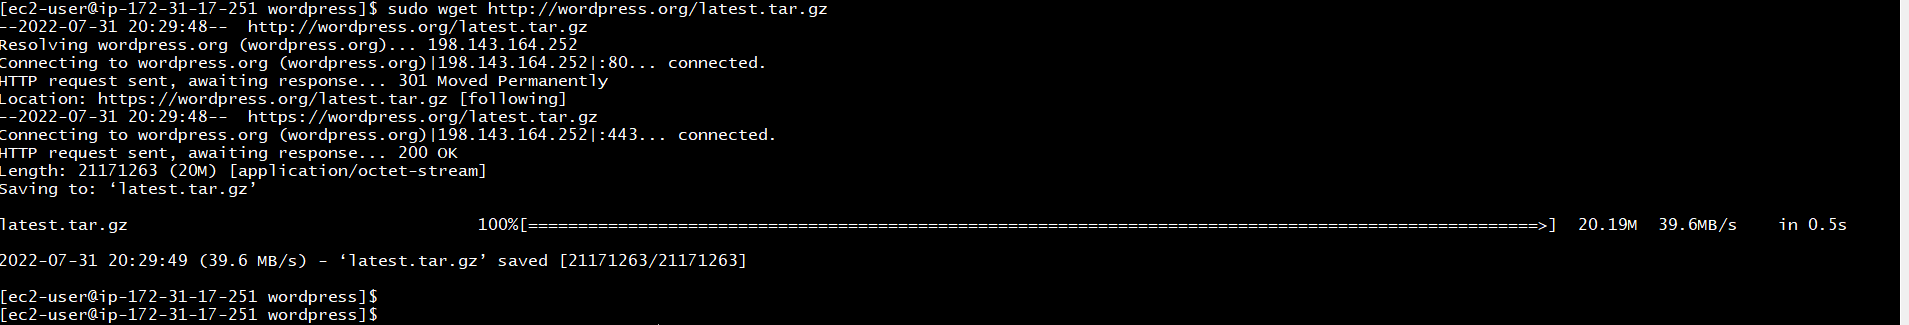 [ec2-user@ip-172-31-17-251 wordpress]$ sudo wget http://wordpress.org/latest.tar.gz
--2022-07-31 20:29:48--  http://wordpress.org/latest.tar.gz
Resolving wordpress.org (wordpress.org)... 198.143.164.252
Connecting to wordpress.org (wordpress.org)|198.143.164.252|:80... connected.
HTTP request sent, awaiting response... 301 Moved Permanently
Location: https://wordpress.org/latest.tar.gz [following]
--2022-07-31 20:29:48--  https://wordpress.org/latest.tar.gz
Connecting to wordpress.org (wordpress.org)|198.143.164.252|:443... connected.
HTTP request sent, awaiting response... 200 OK
Length: 21171263 (20M) [application/octet-stream]
Saving to: ‘latest.tar.gz’
latest.tar.gz 100%[=====================================================================================================>] 20.19M 39.6MB/s in 0.5s
2022-07-31 20:29:49 (39.6 MB/s) - ‘latest.tar.gz’ saved [21171263/21171263]
[ec2-user@ip-172-31-17-251 wordpress]$
[ec2-user@ip-172-31-17-251 wordpress]$